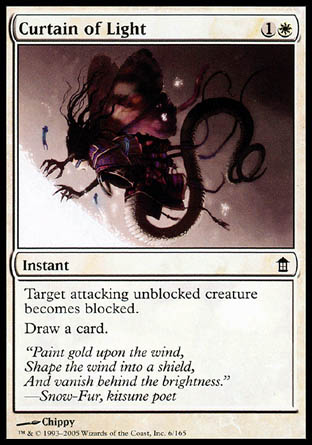 Curtain of Light 1
Instant
Target attacking unblocked creature
becomes blocked.
Draw a card.
“Paint gold upon the wind,
Shape the wind into a shield,
And vanish behind the brightness.”
—Snow-Fur, kitsune poet
Chippy
™ & © 1993–2005 Wizards of the Coast, Inc. 6/165